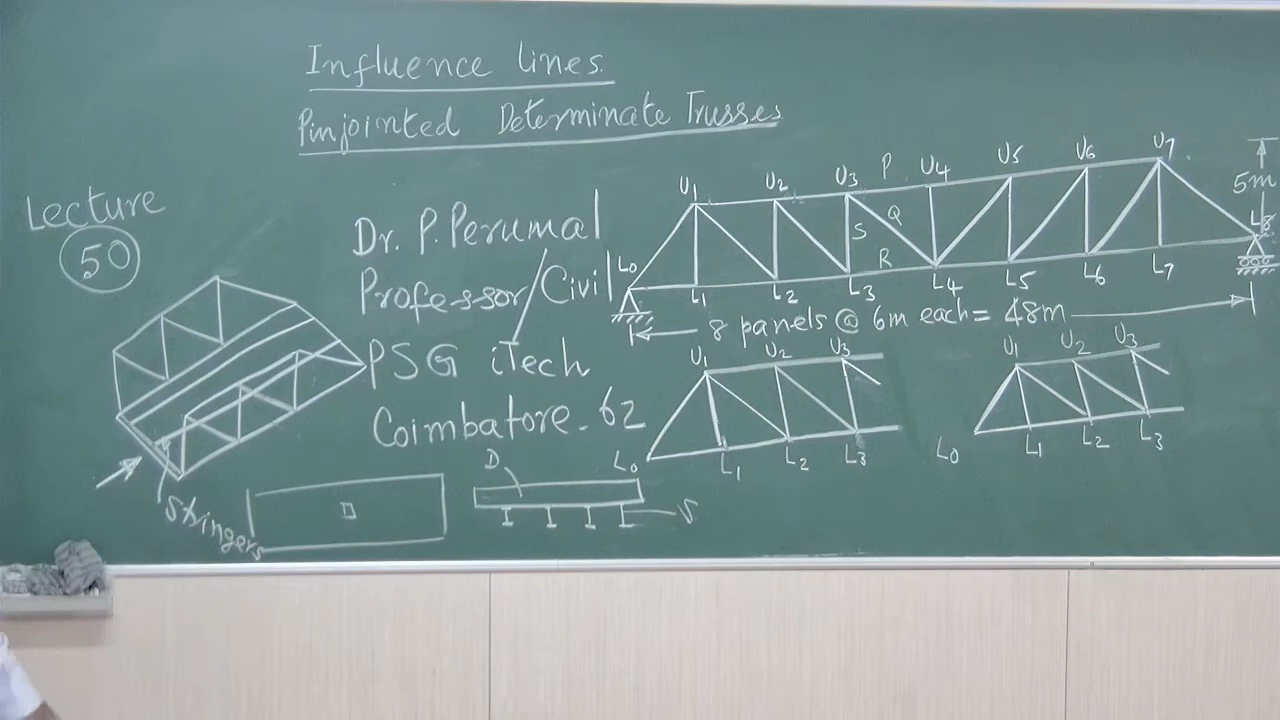 Influence lines.
Pinjointed Determinate Trusses
Lecture
50
Dr. P. Perumal
Professor/Civil
PSG iTech
Coimbatore - 62
Stringers
D
U1 U2 U3 P U4 U5 U6 U7
5m
Q
S
R
L0 L1 L2 L3 L4 L5 L6 L7 L8
8 panels @ 6m each = 48m
U1 U2 U3
L0 L1 L2 L3
U1 U2 U3
L0 L1 L2 L3